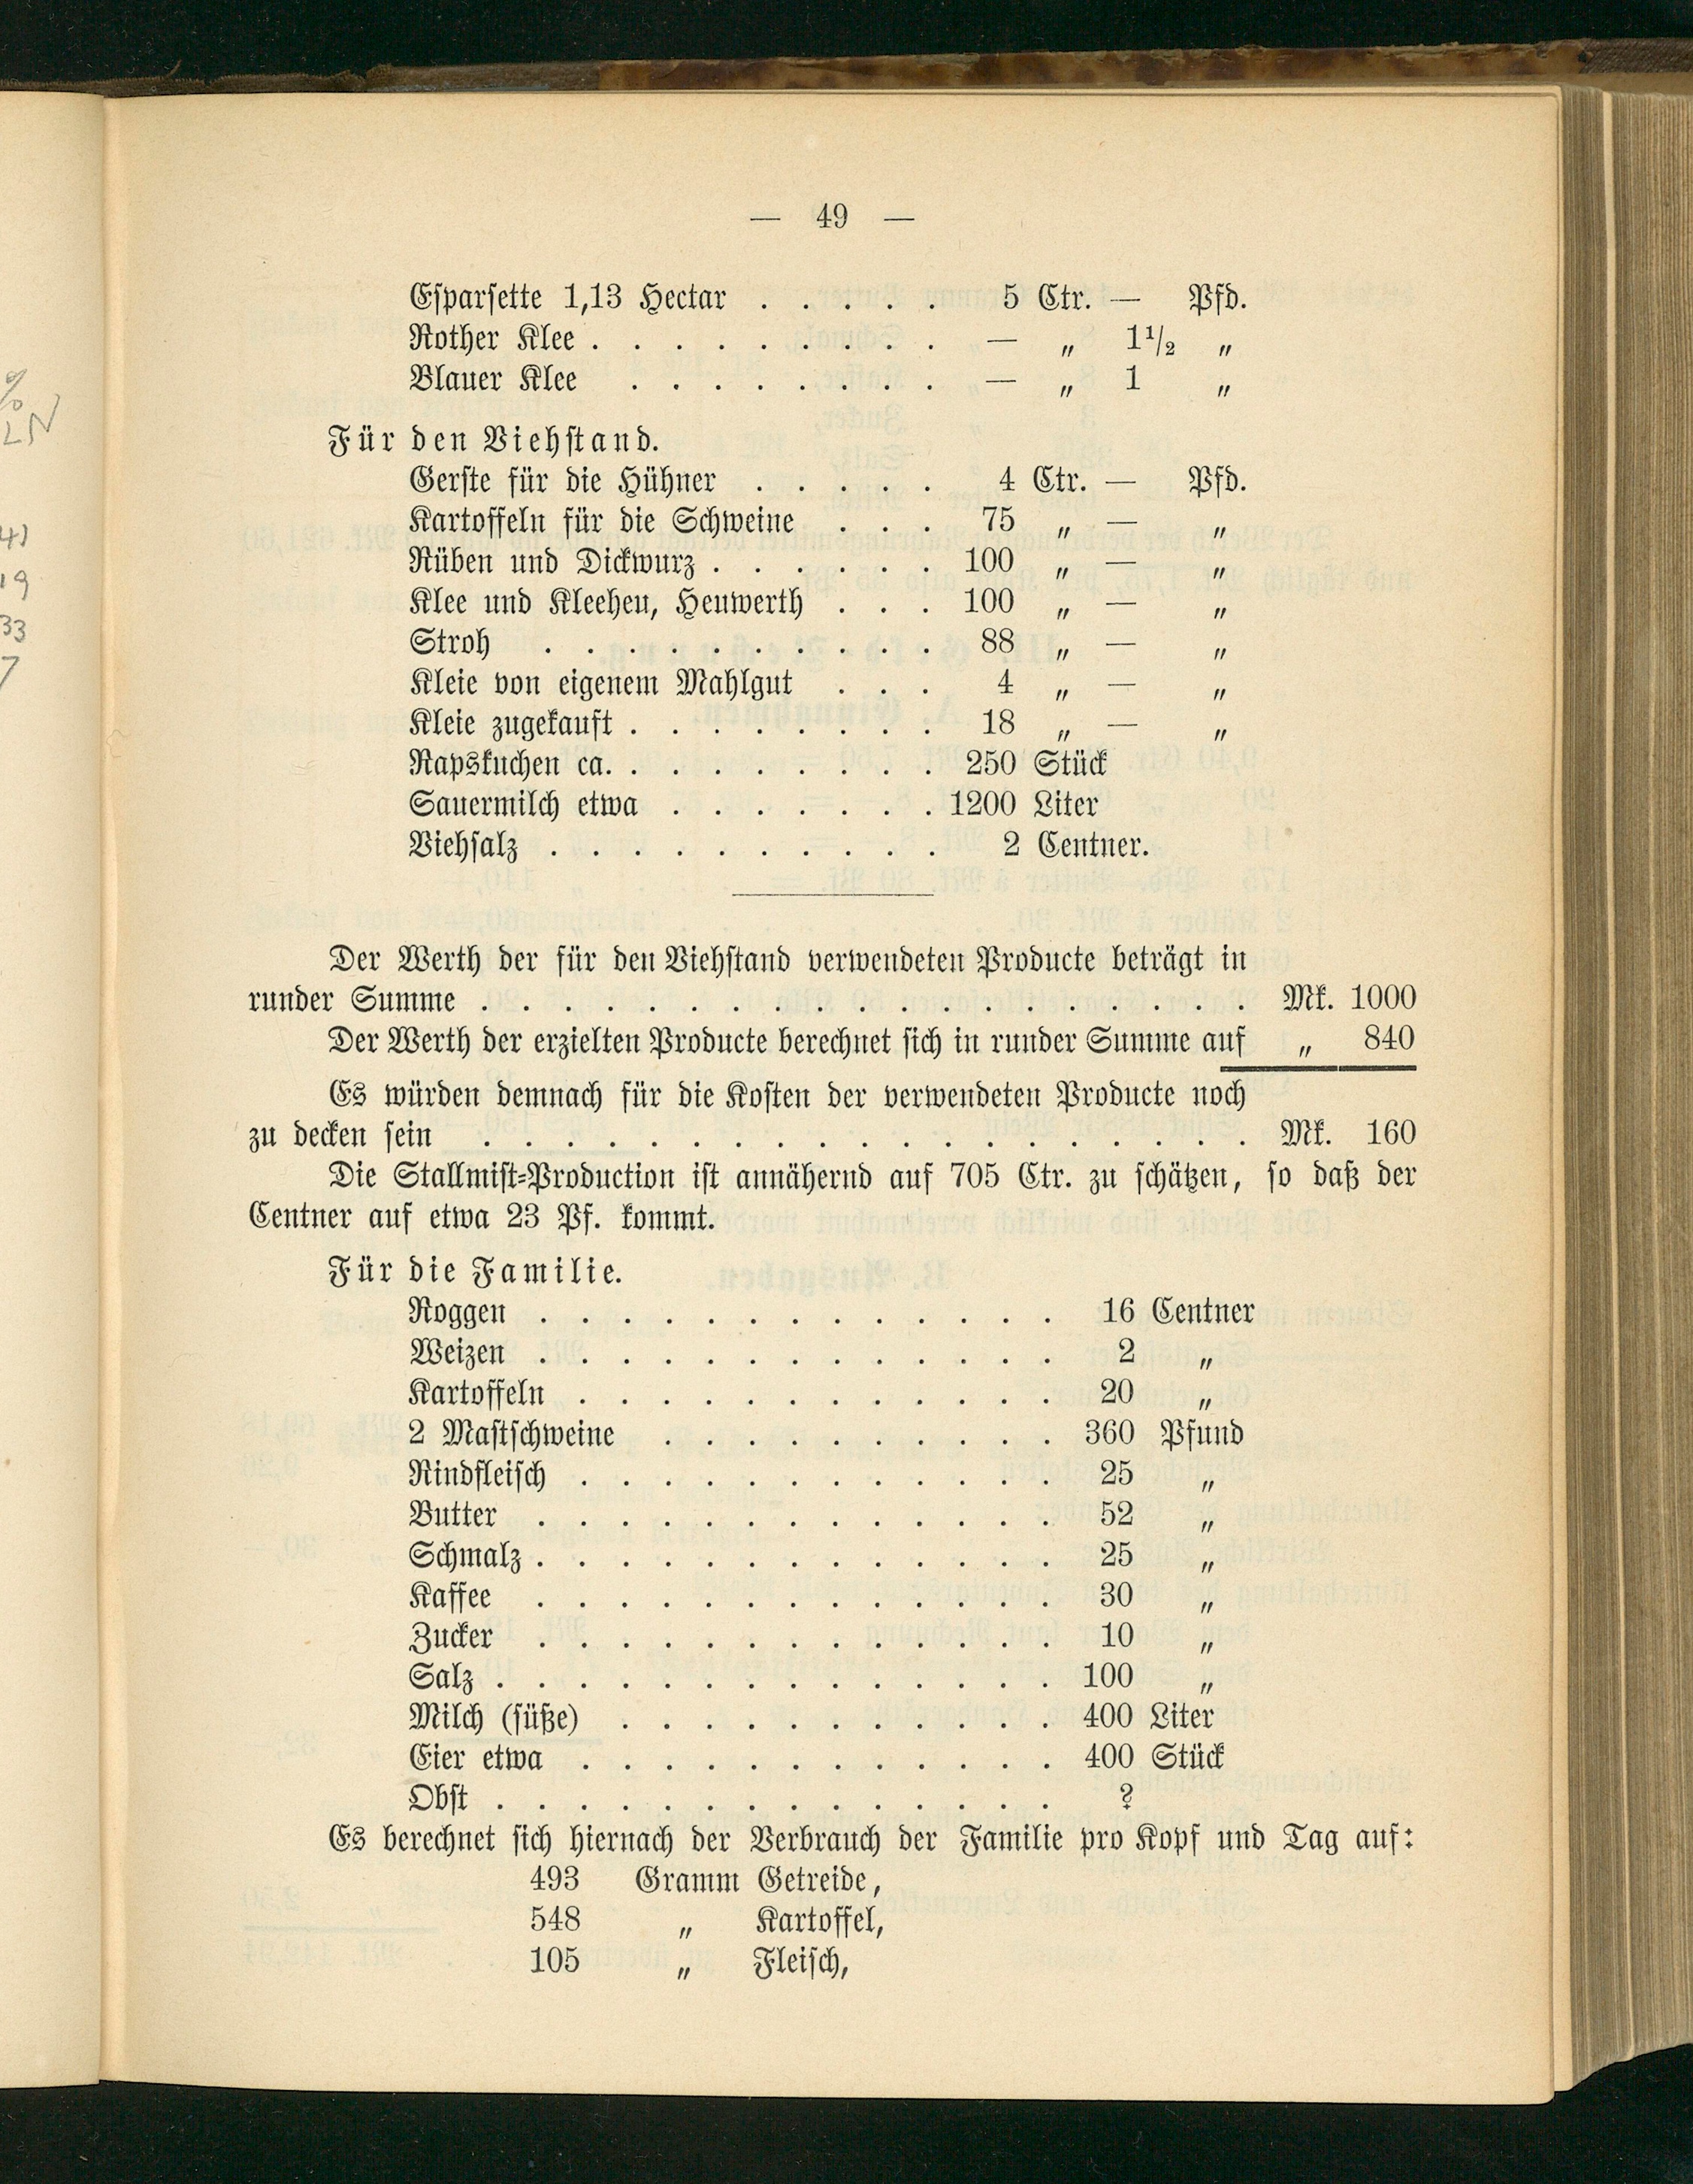 — 49 —
Esparsette 1,13 Hectar . . . . . 5 Ctr. — Pfd.
Rother Klee . . . . . . . . . — „ 1 1/2 „
Blauer Klee . . . . . . . . — „ 1 „
Für den Viehstand.
Gerste für die Hühner . . . . . 4 Ctr. — Pfd.
Kartoffeln für die Schweine . . . 75 „ — „
Rüben und Dickwurz . . . . . . 100 „ — „
Klee und Kleeheu, Heuwerth . . . 100 „ — „
Stroh . . . . . . . . . . 88 „ — „
Kleie von eigenem Mahlgut . . . 4 „ — „
Kleie zugekauft . . . . . . . . 18 „ — „
Rapskuchen ca. . . . . . . . . 250 Stück
Sauermilch etwa . . . . . . . 1200 Liter
Viehsalz . . . . . . . . . . 2 Centner.
Der Werth der für den Viehstand verwendeten Producte beträgt in
runder Summe . . . . . . . . . . . . . . . . . . . Mk. 1000
Der Werth der erzielten Producte berechnet sich in runder Summe auf „ 840
Es würden demnach für die Kosten der verwendeten Producte noch
zu decken sein . . . . . . . . . . . . . . . . . . . Mk. 160
Die Stallmist-Production ist annähernd auf 705 Ctr. zu schätzen, so daß der
Centner auf etwa 23 Pf. kommt.
Für die Familie.
Roggen . . . . . . . . . . . . . 16 Centner
Weizen . . . . . . . . . . . . . 2 „
Kartoffeln . . . . . . . . . . . . 20 „
2 Mastschweine . . . . . . . . . . 360 Pfund
Rindfleisch . . . . . . . . . . . . 25 „
Butter . . . . . . . . . . . . . 52 „
Schmalz . . . . . . . . . . . . . 25 „
Kaffee . . . . . . . . . . . . . 30 „
Zucker . . . . . . . . . . . . . 10 „
Salz . . . . . . . . . . . . . . 100 „
Milch (süße) . . . . . . . . . . . 400 Liter
Eier etwa . . . . . . . . . . . . 400 Stück
Obst . . . . . . . . . . . . . . ?
Es berechnet sich hiernach der Verbrauch der Familie pro Kopf und Tag auf:
493 Gramm Getreide,
548 „ Kartoffel,
105 „ Fleisch,